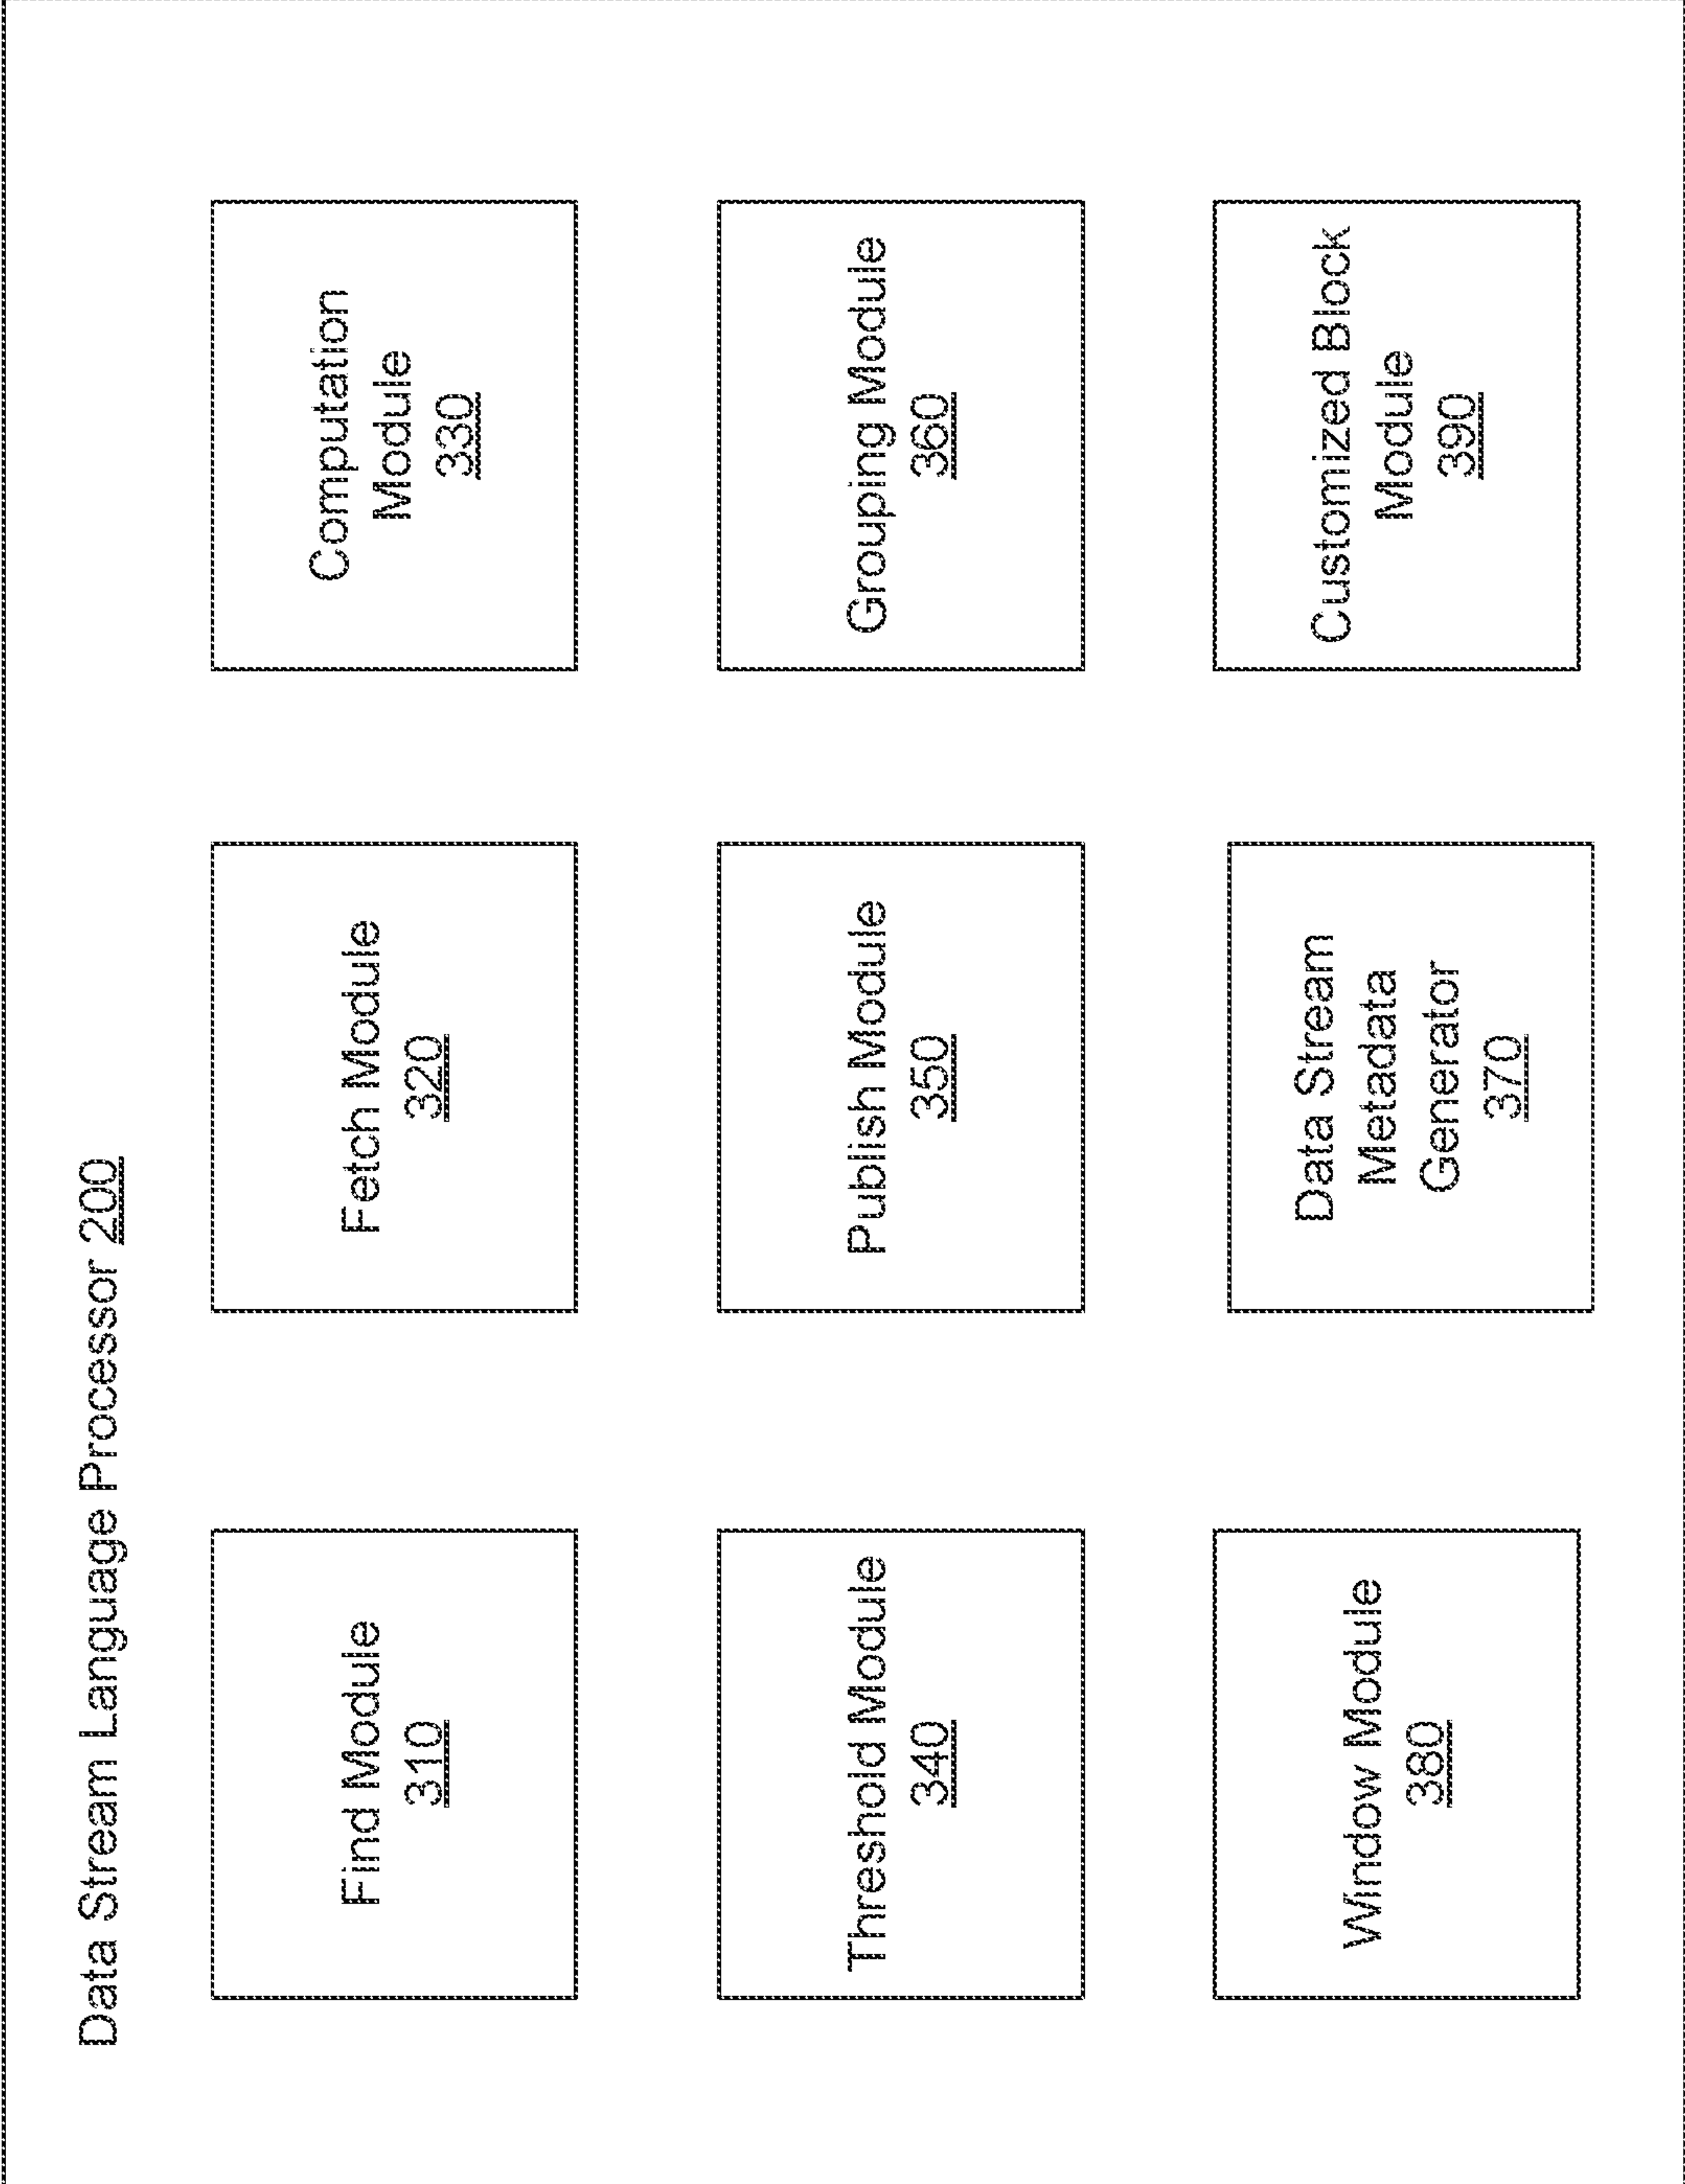 Data Stream Language Processor 200
Find Module
310
Fetch Module
320
Computation
Module
330
Threshold Module
340
Publish Module
350
Grouping Module
360
Window Module
380
Data Stream
Metadata
Generator
370
Customized Block
Module
390